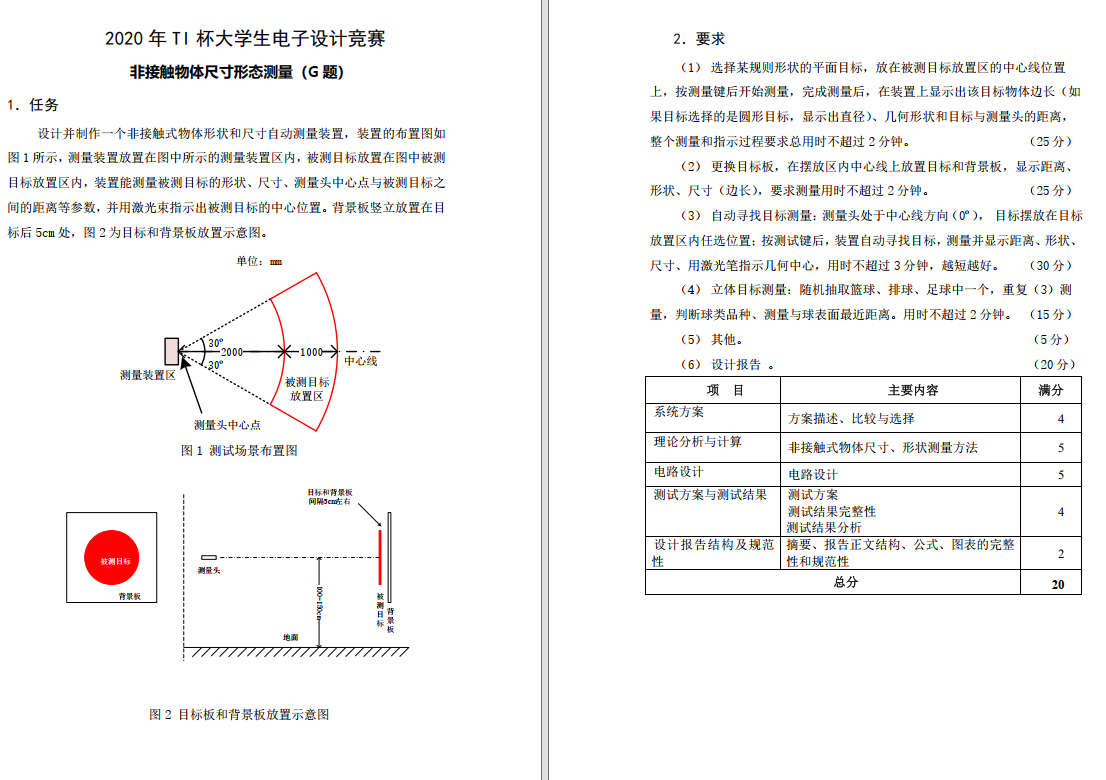 2020 年 TI 杯大学生电子设计竞赛
非接触物体尺寸形态测量（G 题）
1．任务
设计并制作一个非接触式物体形状和尺寸自动测量装置，装置的布置图如
图 1 所示，测量装置放置在图中所示的测量装置区内，被测目标放置在图中被测
目标放置区内，装置能测量被测目标的形状、尺寸、测量头中心点与被测目标之
间的距离等参数，并用激光束指示出被测目标的中心位置。背景板竖立放置在目
标后 5cm 处，图 2 为目标和背景板放置示意图。
单位：mm
30°
2000
1000
30°
中心线
测量装置区
被测目标
放置区
测量头中心点
图 1 测试场景布置图
目标和背景板
间隔5cm左右
被测目标
测量头
背景板
100-150cm
被测目标
背景板
地面
图 2 目标板和背景板放置示意图
2．要求
（1） 选择某规则形状的平面目标，放在被测目标放置区的中心线位置
上，按测量键后开始测量，完成测量后，在装置上显示出该目标物体边长（如
果目标选择的是圆形目标，显示出直径）、几何形状和目标与测量头的距离，
整个测量和指示过程要求总用时不超过 2 分钟。 （25 分）
（2） 更换目标板，在摆放区内中心线上放置目标和背景板，显示距离、
形状、尺寸（边长），要求测量用时不超过 2 分钟。 （25 分）
（3） 自动寻找目标测量：测量头处于中心线方向（0°）， 目标摆放在目标
放置区内任选位置；按测试键后，装置自动寻找目标，测量并显示距离、形状、
尺寸、用激光笔指示几何中心，用时不超过 3 分钟，越短越好。 （30 分）
（4） 立体目标测量：随机抽取篮球、排球、足球中一个，重复（3）测
量，判断球类品种、测量与球表面最近距离。用时不超过 2 分钟。 （15 分）
（5） 其他。 （5 分）
（6） 设计报告 。 （20 分）
项 目 主要内容 满分
系统方案 方案描述、比较与选择 4
理论分析与计算 非接触式物体尺寸、形状测量方法 5
电路设计 电路设计 5
测试方案与测试结果 测试方案
测试结果完整性
测试结果分析 4
设计报告结构及规范 摘要、报告正文结构、公式、图表的完整
性 性和规范性 2
总分 20